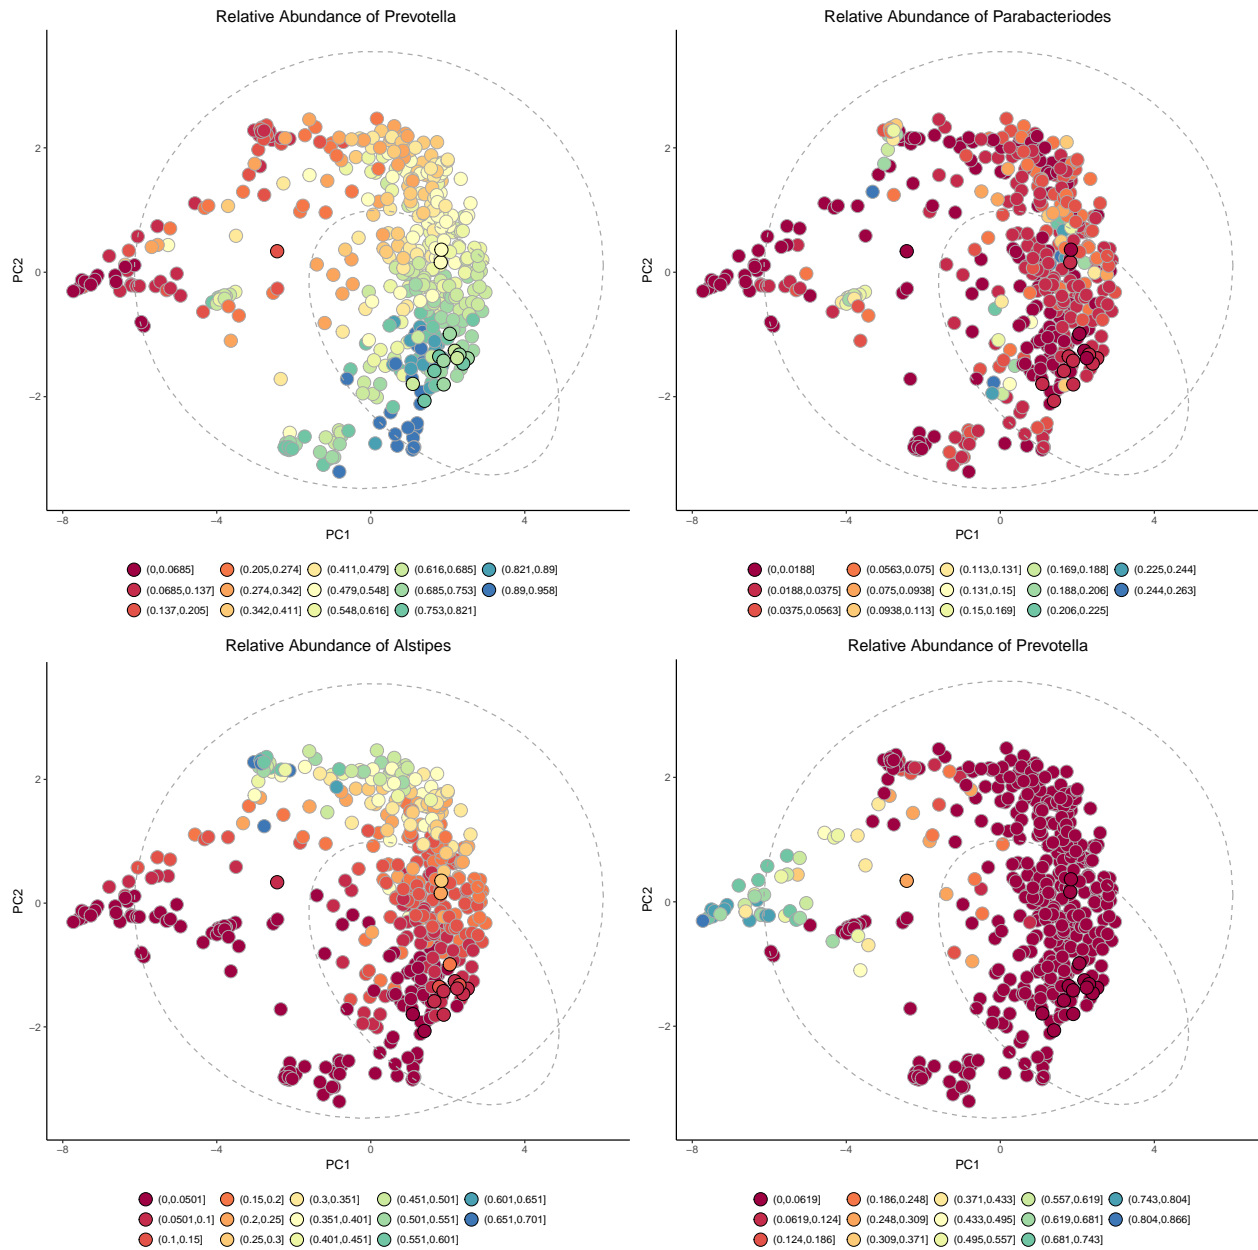 Relative Abundance of Prevotella
PC2
2
0
−2
−8
−4
0
4
PC1
(0,0.0685] (0.205,0.274] (0.411,0.479] (0.616,0.685] (0.821,0.89]
(0.0685,0.137] (0.274,0.342] (0.479,0.548] (0.685,0.753] (0.89,0.958]
(0.137,0.205] (0.342,0.411] (0.548,0.616] (0.753,0.821]
Relative Abundance of Parabacteriodes
PC2
2
0
−2
−8
−4
0
4
PC1
(0,0.0188] (0.0563,0.075] (0.113,0.131] (0.169,0.188] (0.225,0.244]
(0.0188,0.0375] (0.075,0.0938] (0.131,0.15] (0.188,0.206] (0.244,0.263]
(0.0375,0.0563] (0.0938,0.113] (0.15,0.169] (0.206,0.225]
Relative Abundance of Alstipes
PC2
2
0
−2
−8
−4
0
4
PC1
(0,0.0501] (0.15,0.2] (0.3,0.351] (0.451,0.501] (0.601,0.651]
(0.0501,0.1] (0.2,0.25] (0.351,0.401] (0.501,0.551] (0.651,0.701]
(0.1,0.15] (0.25,0.3] (0.401,0.451] (0.551,0.601]
Relative Abundance of Prevotella
PC2
2
0
−2
−8
−4
0
4
PC1
(0,0.0619] (0.186,0.248] (0.371,0.433] (0.557,0.619] (0.743,0.804]
(0.0619,0.124] (0.248,0.309] (0.433,0.495] (0.619,0.681] (0.804,0.866]
(0.124,0.186] (0.309,0.371] (0.495,0.557] (0.681,0.743]